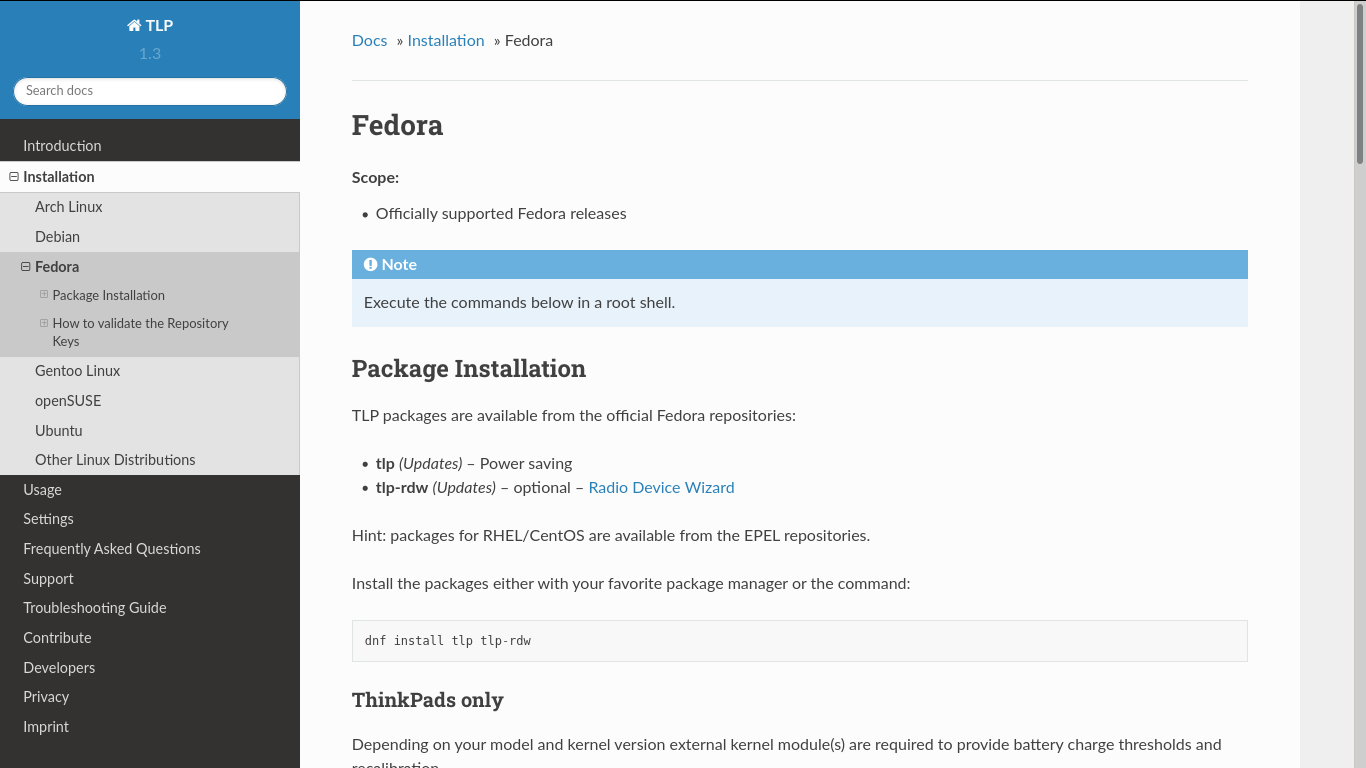 TLP
1.3
Search docs
Introduction
Installation
Arch Linux
Debian
Fedora
Package Installation
How to validate the Repository
Keys
Gentoo Linux
openSUSE
Ubuntu
Other Linux Distributions
Usage
Settings
Frequently Asked Questions
Support
Troubleshooting Guide
Contribute
Developers
Privacy
Imprint
Docs » Installation » Fedora
Fedora
Scope:
• Officially supported Fedora releases
Note
Execute the commands below in a root shell.
Package Installation
TLP packages are available from the official Fedora repositories:
• tlp (Updates) – Power saving
• tlp-rdw (Updates) – optional – Radio Device Wizard
Hint: packages for RHEL/CentOS are available from the EPEL repositories.
Install the packages either with your favorite package manager or the command:
dnf install tlp tlp-rdw
ThinkPads only
Depending on your model and kernel version external kernel module(s) are required to provide battery charge thresholds and
recalibration